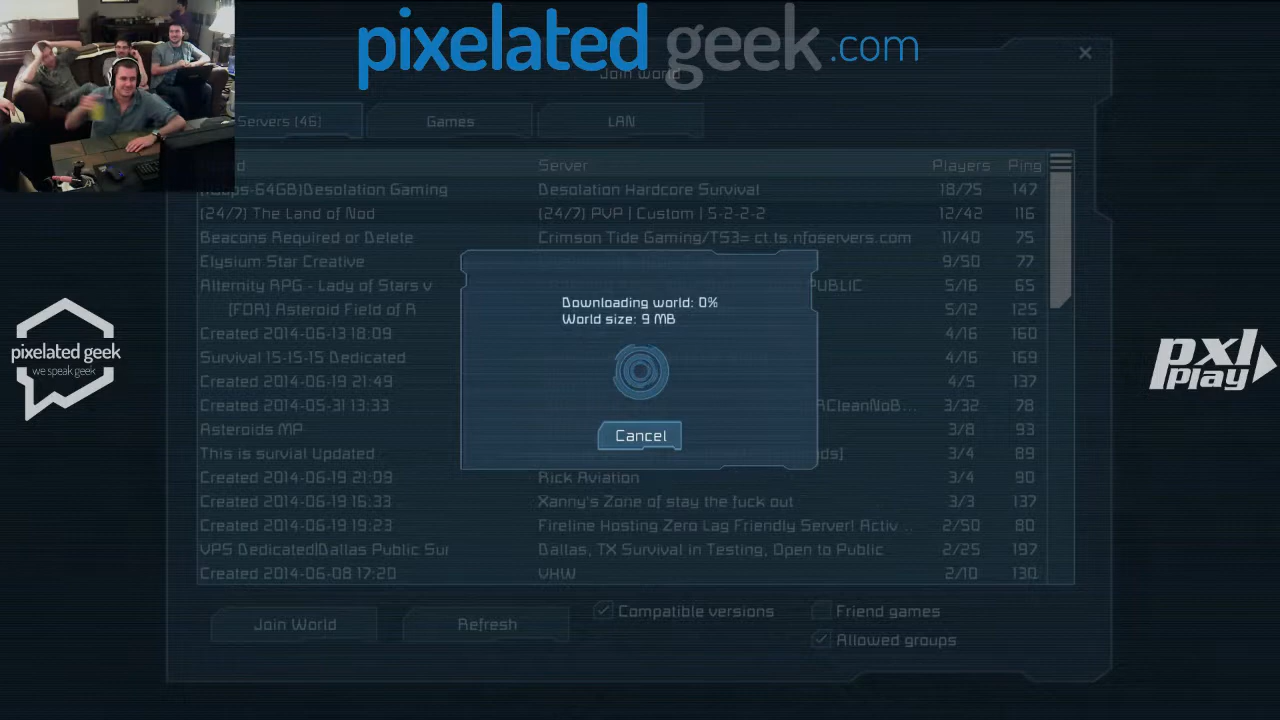 pixelated geek.com
Join World
Servers (46)
Games
LAN
Server
Players
Ping
-64GB)Desolation Gaming
Desolation Hardcore Survival
18/75
147
(24/7) The Land of Nod
(24/7) PVP | Custom | 5-2-2-2
12/42
116
Beacons Required or Delete
Crimson Tide Gaming/TS3= ct.ts.nfoservers.com
11/40
75
Elysium Star Creative
9/50
77
Alternity RPG - Lady of Stars v
PUBLIC
5/16
65
[FDR] Asteroid Field of R
5/12
125
Created 2014-06-13 18:09
4/16
160
Survival 15-15-15 Dedicated
4/16
169
Created 2014-06-19 21:49
4/5
137
Created 2014-05-31 13:33
RCleanNoB...
3/32
78
Asteroids MP
3/8
93
This is survial Updated
ds]
3/4
89
Created 2014-06-19 21:09
Rick Aviation
3/4
90
Created 2014-06-19 16:33
Xanny's Zone of stay the fuck out
3/3
137
Created 2014-06-19 19:23
Fireline Hosting Zero Lag Friendly Server! Activ ...
2/50
80
VPS Dedicated|Dallas Public Sur
Dallas, TX Survival in Testing, Open to Public
2/25
197
Created 2014-06-08 17:20
VHW
2/10
130
Downloading world: 0%
World size: 9 MB
Cancel
Join World
Refresh
Compatible versions
Friend games
Allowed groups
pixelated geek
we speak geek
pxl
play